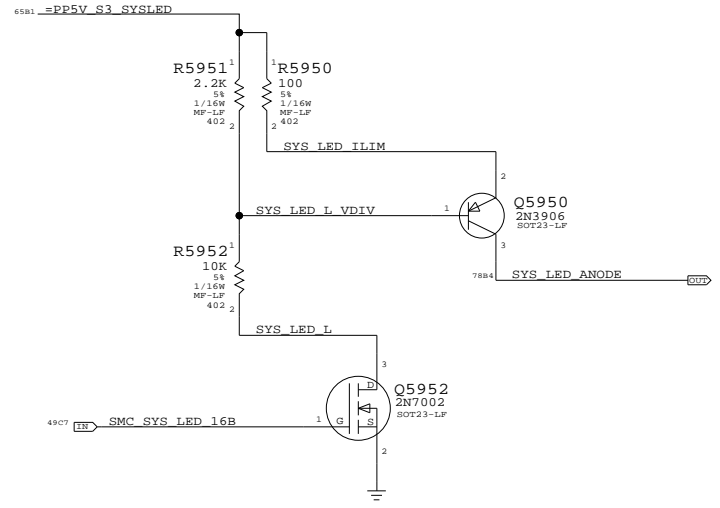 65B1 =PP5V_S3_SYSLED
R5951 1
2.2K
5%
1/16W
MF-LF
402 2
1 R5950
100
5%
1/16W
MF-LF
2 402
SYS_LED_ILIM
2
SYS_LED_L_VDIV 1
Q5950
2N3906
SOT23-LF
3
R5952 1
10K
5%
1/16W
MF-LF
402 2
78B4 SYS_LED_ANODE OUT
SYS_LED_L
3
D
Q5952
2N7002
SOT23-LF
49C7 IN SMC_SYS_LED_16B 1 G S
2